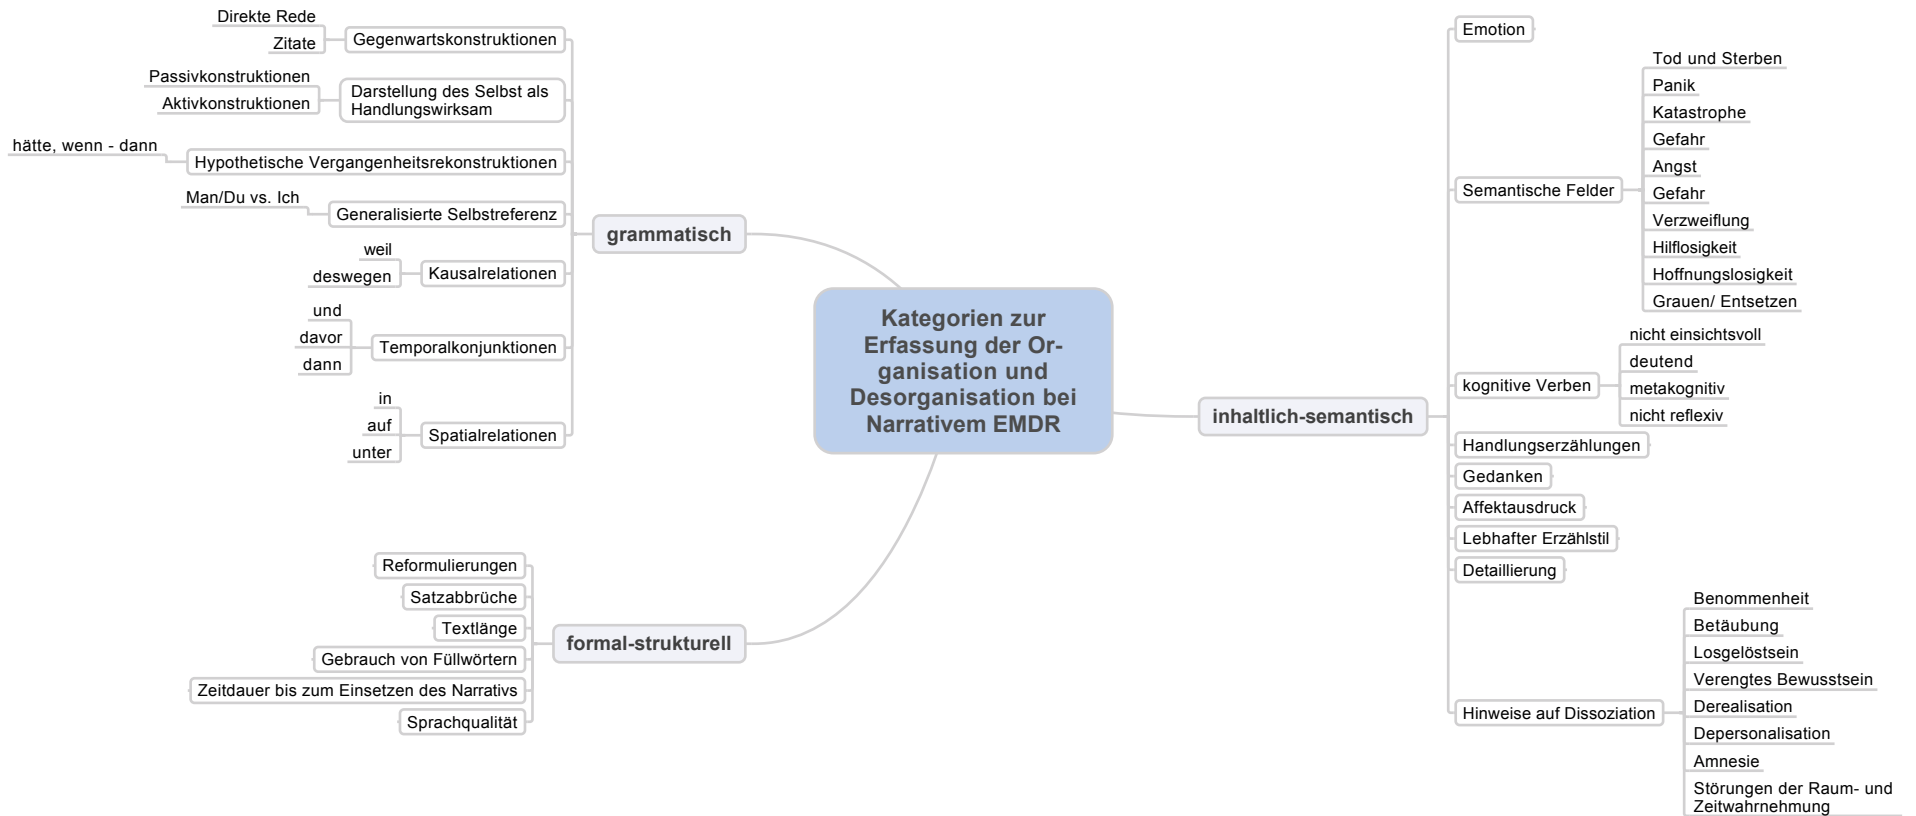 Kategorien zur
Erfassung der Or-
ganisation und
Desorganisation bei
Narrativem EMDR
grammatisch
Gegenwartskonstruktionen
Direkte Rede
Zitate
Darstellung des Selbst als
Handlungswirksam
Passivkonstruktionen
Aktivkonstruktionen
Hypothetische Vergangenheitsrekonstruktionen
hätte, wenn - dann
Generalisierte Selbstreferenz
Man/Du vs. Ich
Kausalrelationen
weil
deswegen
Temporalkonjunktionen
und
davor
dann
Spatialrelationen
in
auf
unter
formal-strukturell
Reformulierungen
Satzabbrüche
Textlänge
Gebrauch von Füllwörtern
Zeitdauer bis zum Einsetzen des Narrativs
Sprachqualität
inhaltlich-semantisch
Emotion
Semantische Felder
Tod und Sterben
Panik
Katastrophe
Gefahr
Angst
Gefahr
Verzweiflung
Hilflosigkeit
Hoffnungslosigkeit
Grauen/ Entsetzen
kognitive Verben
nicht einsichtsvoll
deutend
metakognitiv
nicht reflexiv
Handlungserzählungen
Gedanken
Affektausdruck
Lebhafter Erzählstil
Detaillierung
Hinweise auf Dissoziation
Benommenheit
Betäubung
Losgelöstsein
Verengtes Bewusstsein
Derealisation
Depersonalisation
Amnesie
Störungen der Raum- und
Zeitwahrnehmung